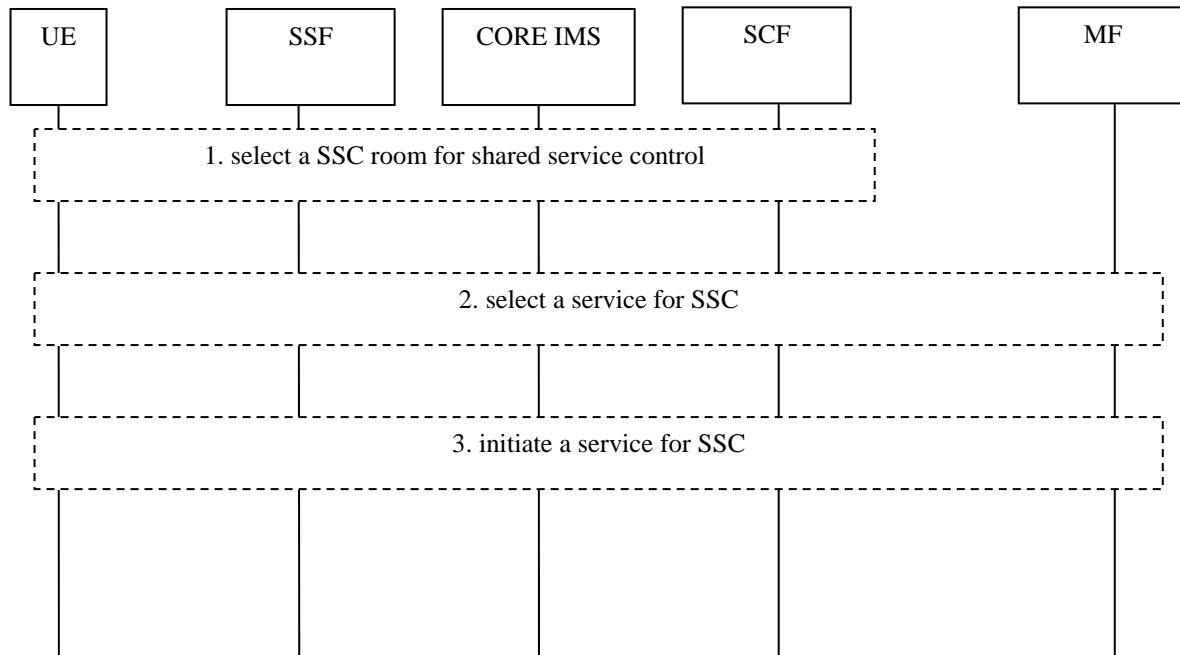 UE SSF CORE IMS SCF MF
1. select a SSC room for shared service control
2. select a service for SSC
3. initiate a service for SSC